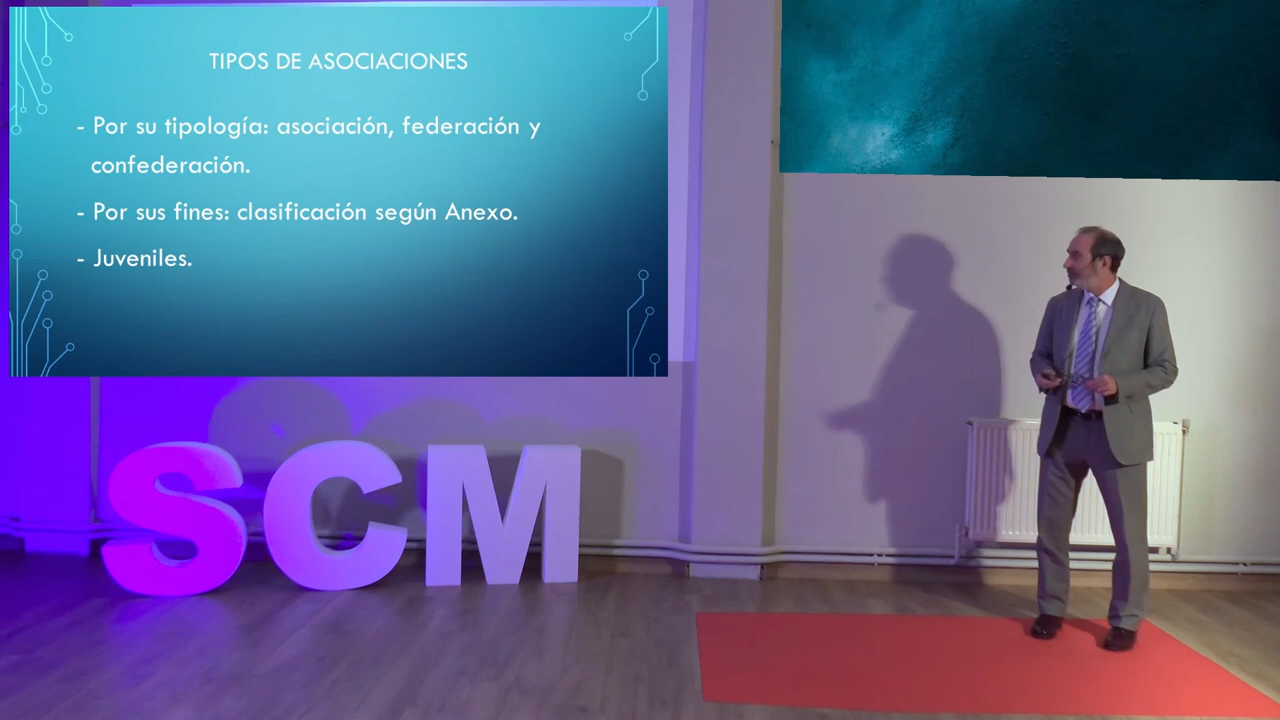 TIPOS DE ASOCIACIONES
- Por su tipología: asociación, federación y
confederación.
- Por sus fines: clasificación según Anexo.
- Juveniles.
SCM